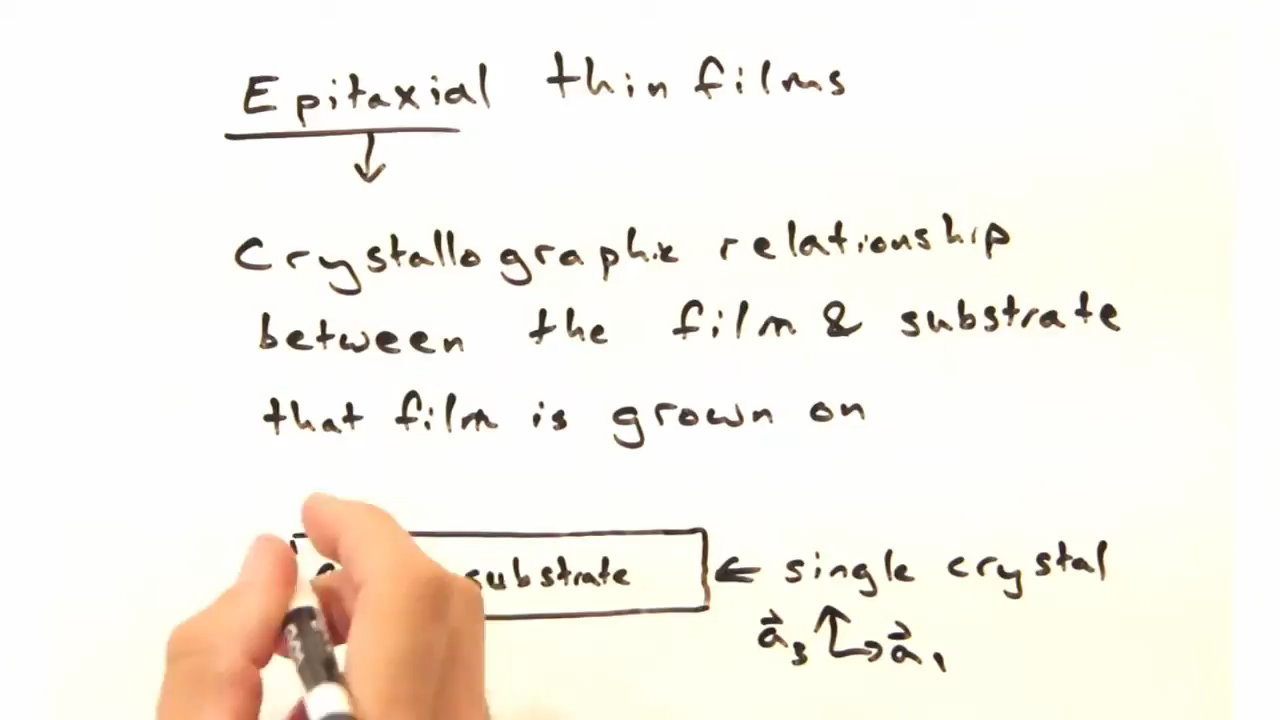 Epitaxial thin films
Crystallographic relationship
between the film & substrate
that film is grown on
substrate ← single crystal
a⃗₃ a⃗₁